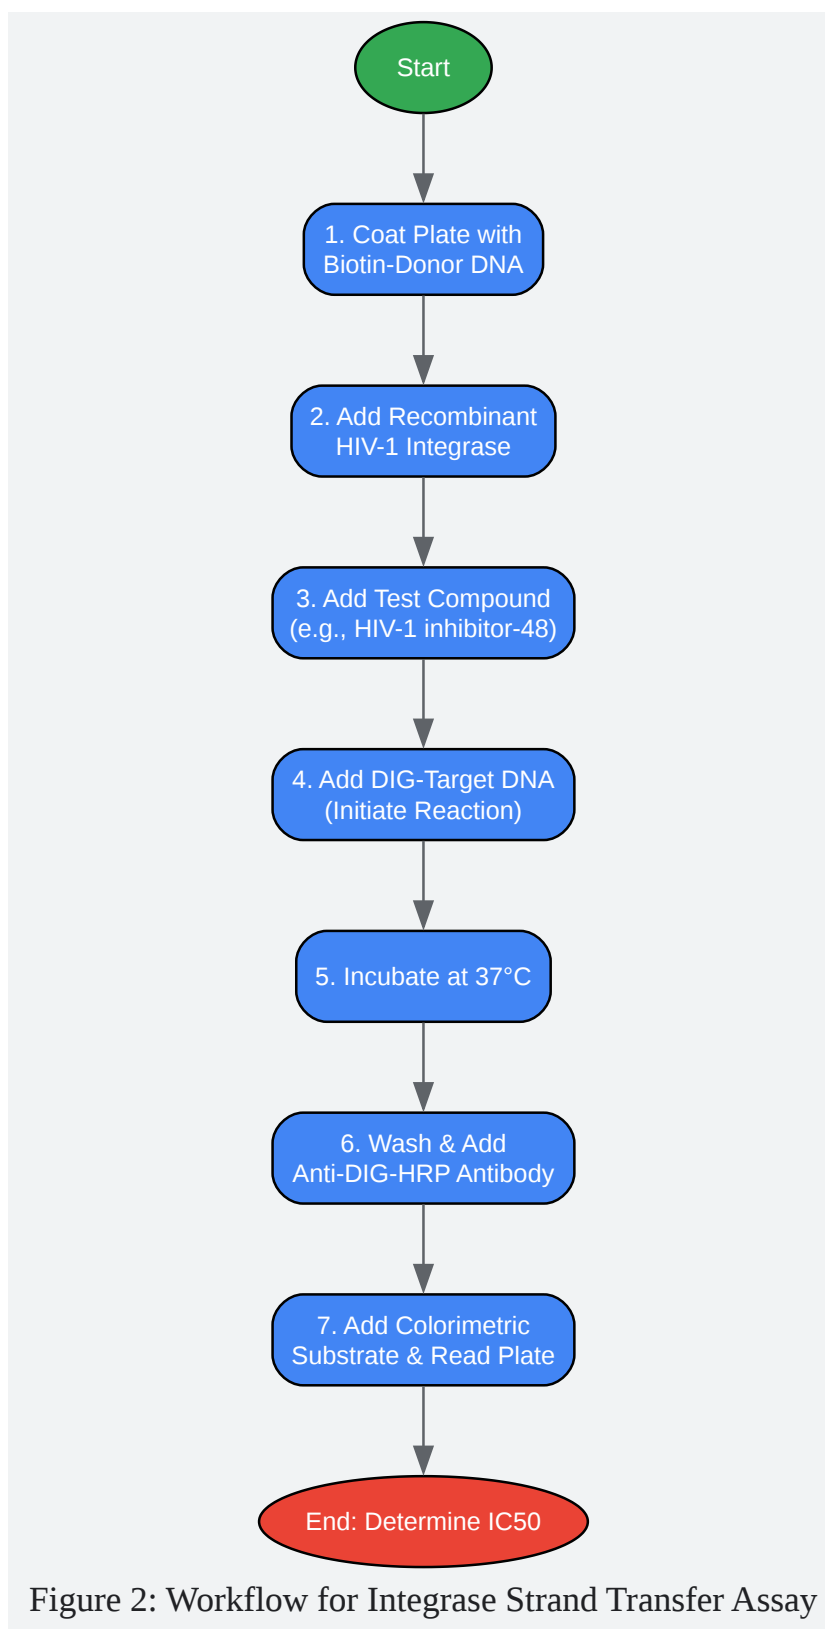 Start
1. Coat Plate with
Biotin-Donor DNA
2. Add Recombinant
HIV-1 Integrase
3. Add Test Compound
(e.g., HIV-1 inhibitor-48)
4. Add DIG-Target DNA
(Initiate Reaction)
5. Incubate at 37°C
6. Wash & Add
Anti-DIG-HRP Antibody
7. Add Colorimetric
Substrate & Read Plate
End: Determine IC50
Figure 2: Workflow for Integrase Strand Transfer Assay